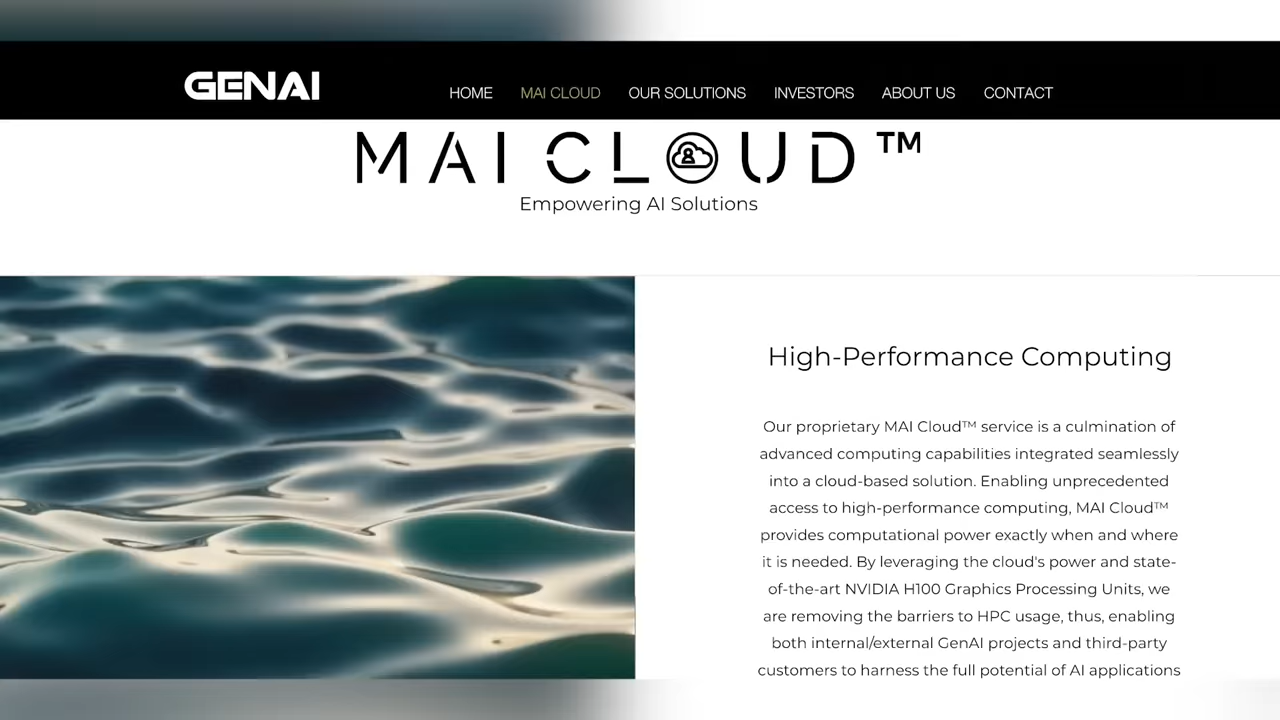 GENAI
HOME MAI CLOUD OUR SOLUTIONS INVESTORS ABOUT US CONTACT
MAI CLOUD™
Empowering AI Solutions
High-Performance Computing
Our proprietary MAI Cloud™ service is a culmination of
advanced computing capabilities integrated seamlessly
into a cloud-based solution. Enabling unprecedented
access to high-performance computing, MAI Cloud™
provides computational power exactly when and where
it is needed. By leveraging the cloud's power and state-
of-the-art NVIDIA H100 Graphics Processing Units, we
are removing the barriers to HPC usage, thus, enabling
both internal/external GenAI projects and third-party
customers to harness the full potential of AI applications